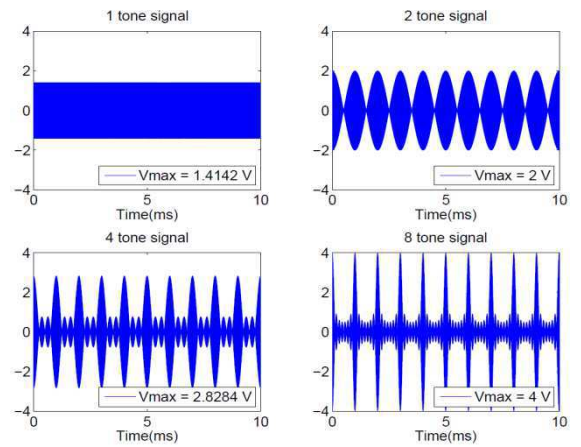 1 tone signal
4
2
0
−2
−4
Vmax = 1.4142 V
0 5 10
Time(ms)
2 tone signal
4
2
0
−2
−4
Vmax = 2 V
0 5 10
Time(ms)
4 tone signal
4
2
0
−2
−4
Vmax = 2.8284 V
0 5 10
Time(ms)
8 tone signal
4
2
0
−2
−4
Vmax = 4 V
0 5 10
Time(ms)